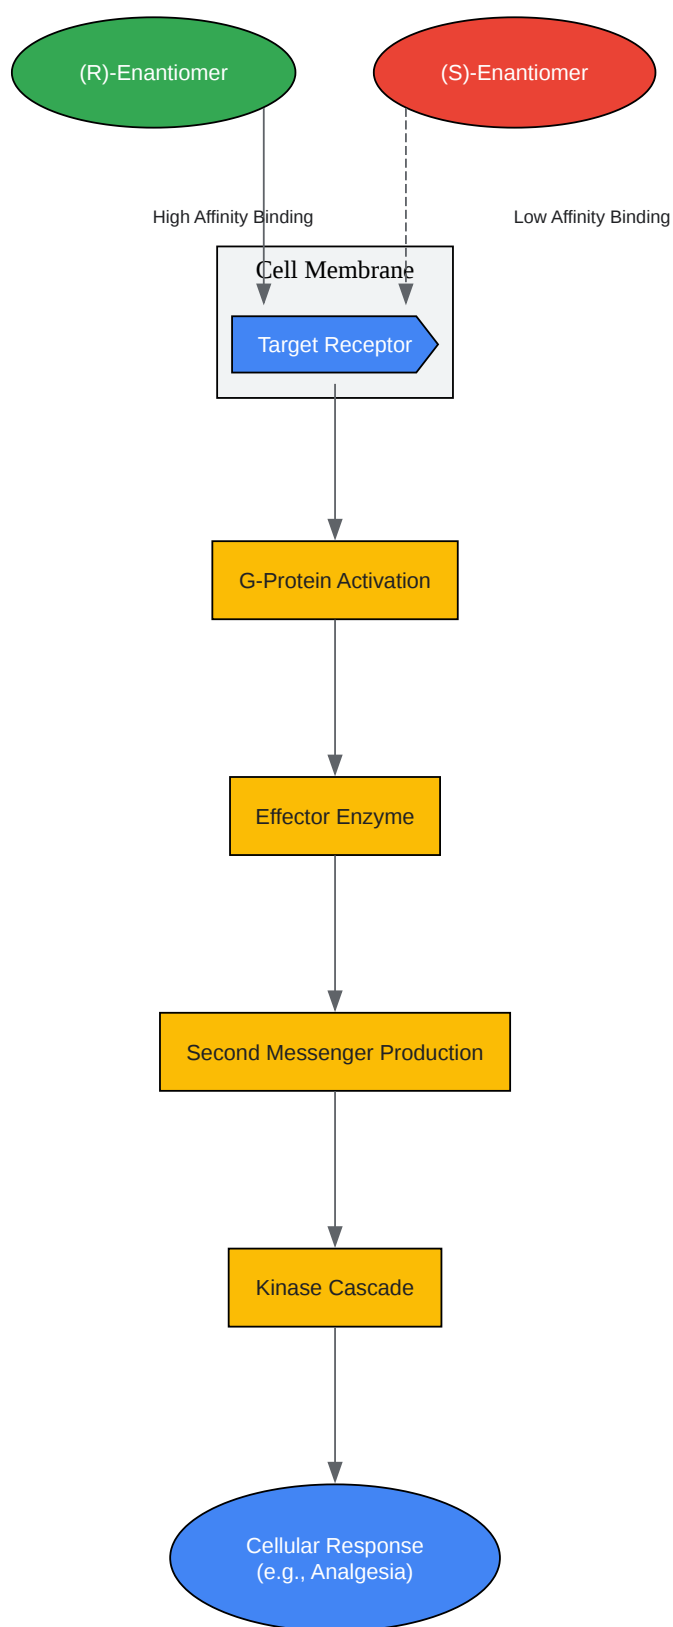 (R)-Enantiomer
(S)-Enantiomer
High Affinity Binding
Low Affinity Binding
Cell Membrane
Target Receptor
G-Protein Activation
Effector Enzyme
Second Messenger Production
Kinase Cascade
Cellular Response
(e.g., Analgesia)